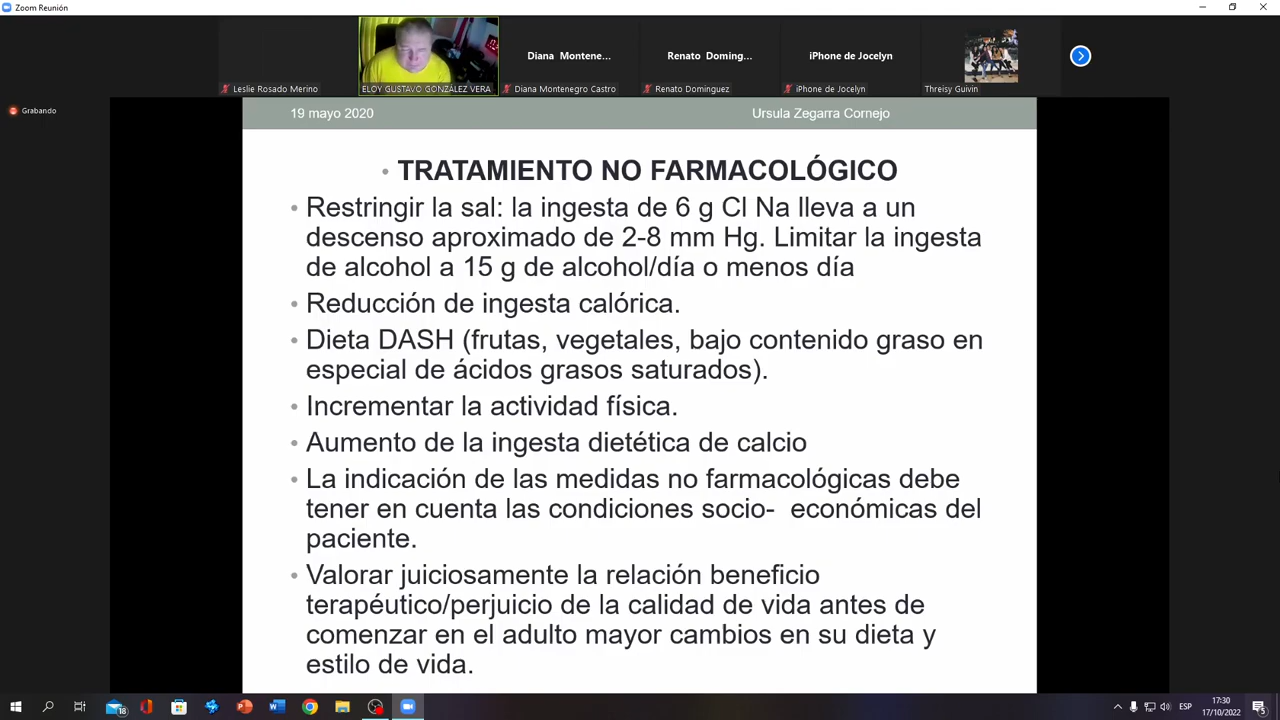 Zoom Reunión
Diana Montene...
Renato Doming...
iPhone de Jocelyn
Leslie Rosado Merino
ELOY GUSTAVO GONZÁLEZ VERA
Diana Montenegro Castro
Renato Dominguez
iPhone de Jocelyn
Threisy Guivin
Grabando
19 mayo 2020
Ursula Zegarra Cornejo
• TRATAMIENTO NO FARMACOLÓGICO
• Restringir la sal: la ingesta de 6 g Cl Na lleva a un
descenso aproximado de 2-8 mm Hg. Limitar la ingesta
de alcohol a 15 g de alcohol/día o menos día
• Reducción de ingesta calórica.
• Dieta DASH (frutas, vegetales, bajo contenido graso en
especial de ácidos grasos saturados).
• Incrementar la actividad física.
• Aumento de la ingesta dietética de calcio
• La indicación de las medidas no farmacológicas debe
tener en cuenta las condiciones socio- económicas del
paciente.
• Valorar juiciosamente la relación beneficio
terapéutico/perjuicio de la calidad de vida antes de
comenzar en el adulto mayor cambios en su dieta y
estilo de vida.
18
ESP
17:30
17/10/2022
5